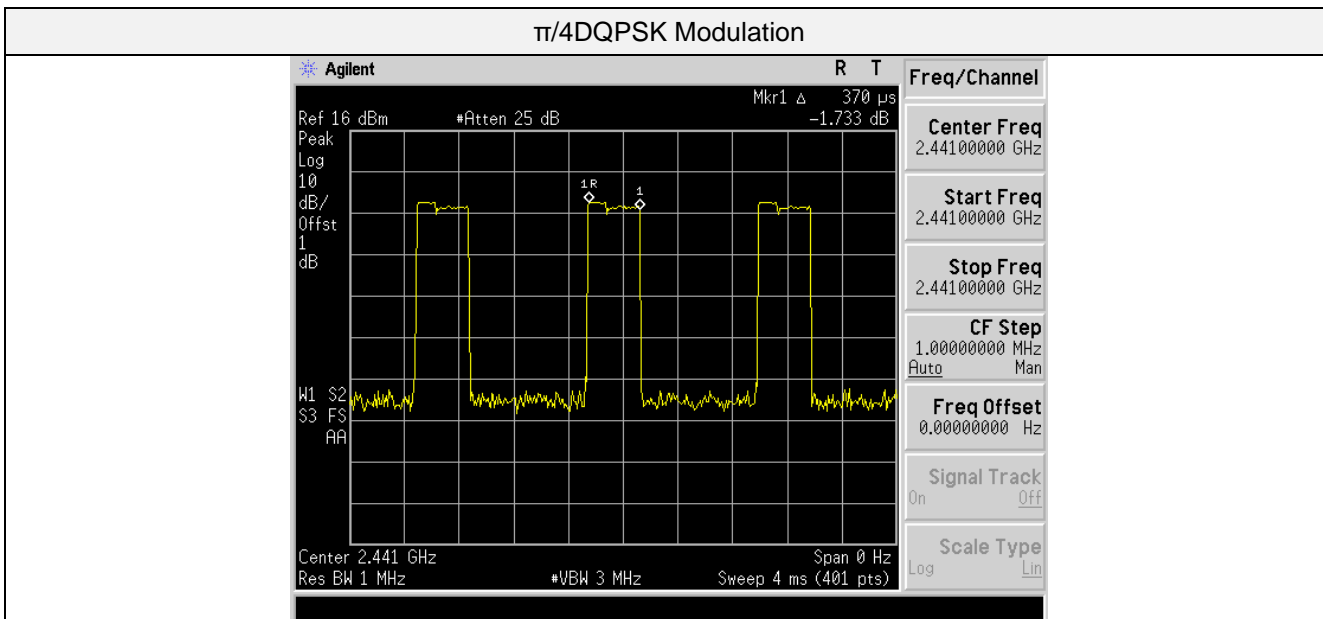 π/4DQPSK Modulation
Agilent R T
Mkr1 Δ 370 µs
Ref 16 dBm #Atten 25 dB -1.733 dB
Peak
Log
10
dB/
Offst
1
dB
1R
1
W1 S2
S3 FS
AA
Center 2.441 GHz Span 0 Hz
Res BW 1 MHz #VBW 3 MHz Sweep 4 ms (401 pts)
Freq/Channel
Center Freq
2.44100000 GHz
Start Freq
2.44100000 GHz
Stop Freq
2.44100000 GHz
CF Step
1.00000000 MHz
Auto Man
Freq Offset
0.00000000 Hz
Signal Track
On Off
Scale Type
Log Lin